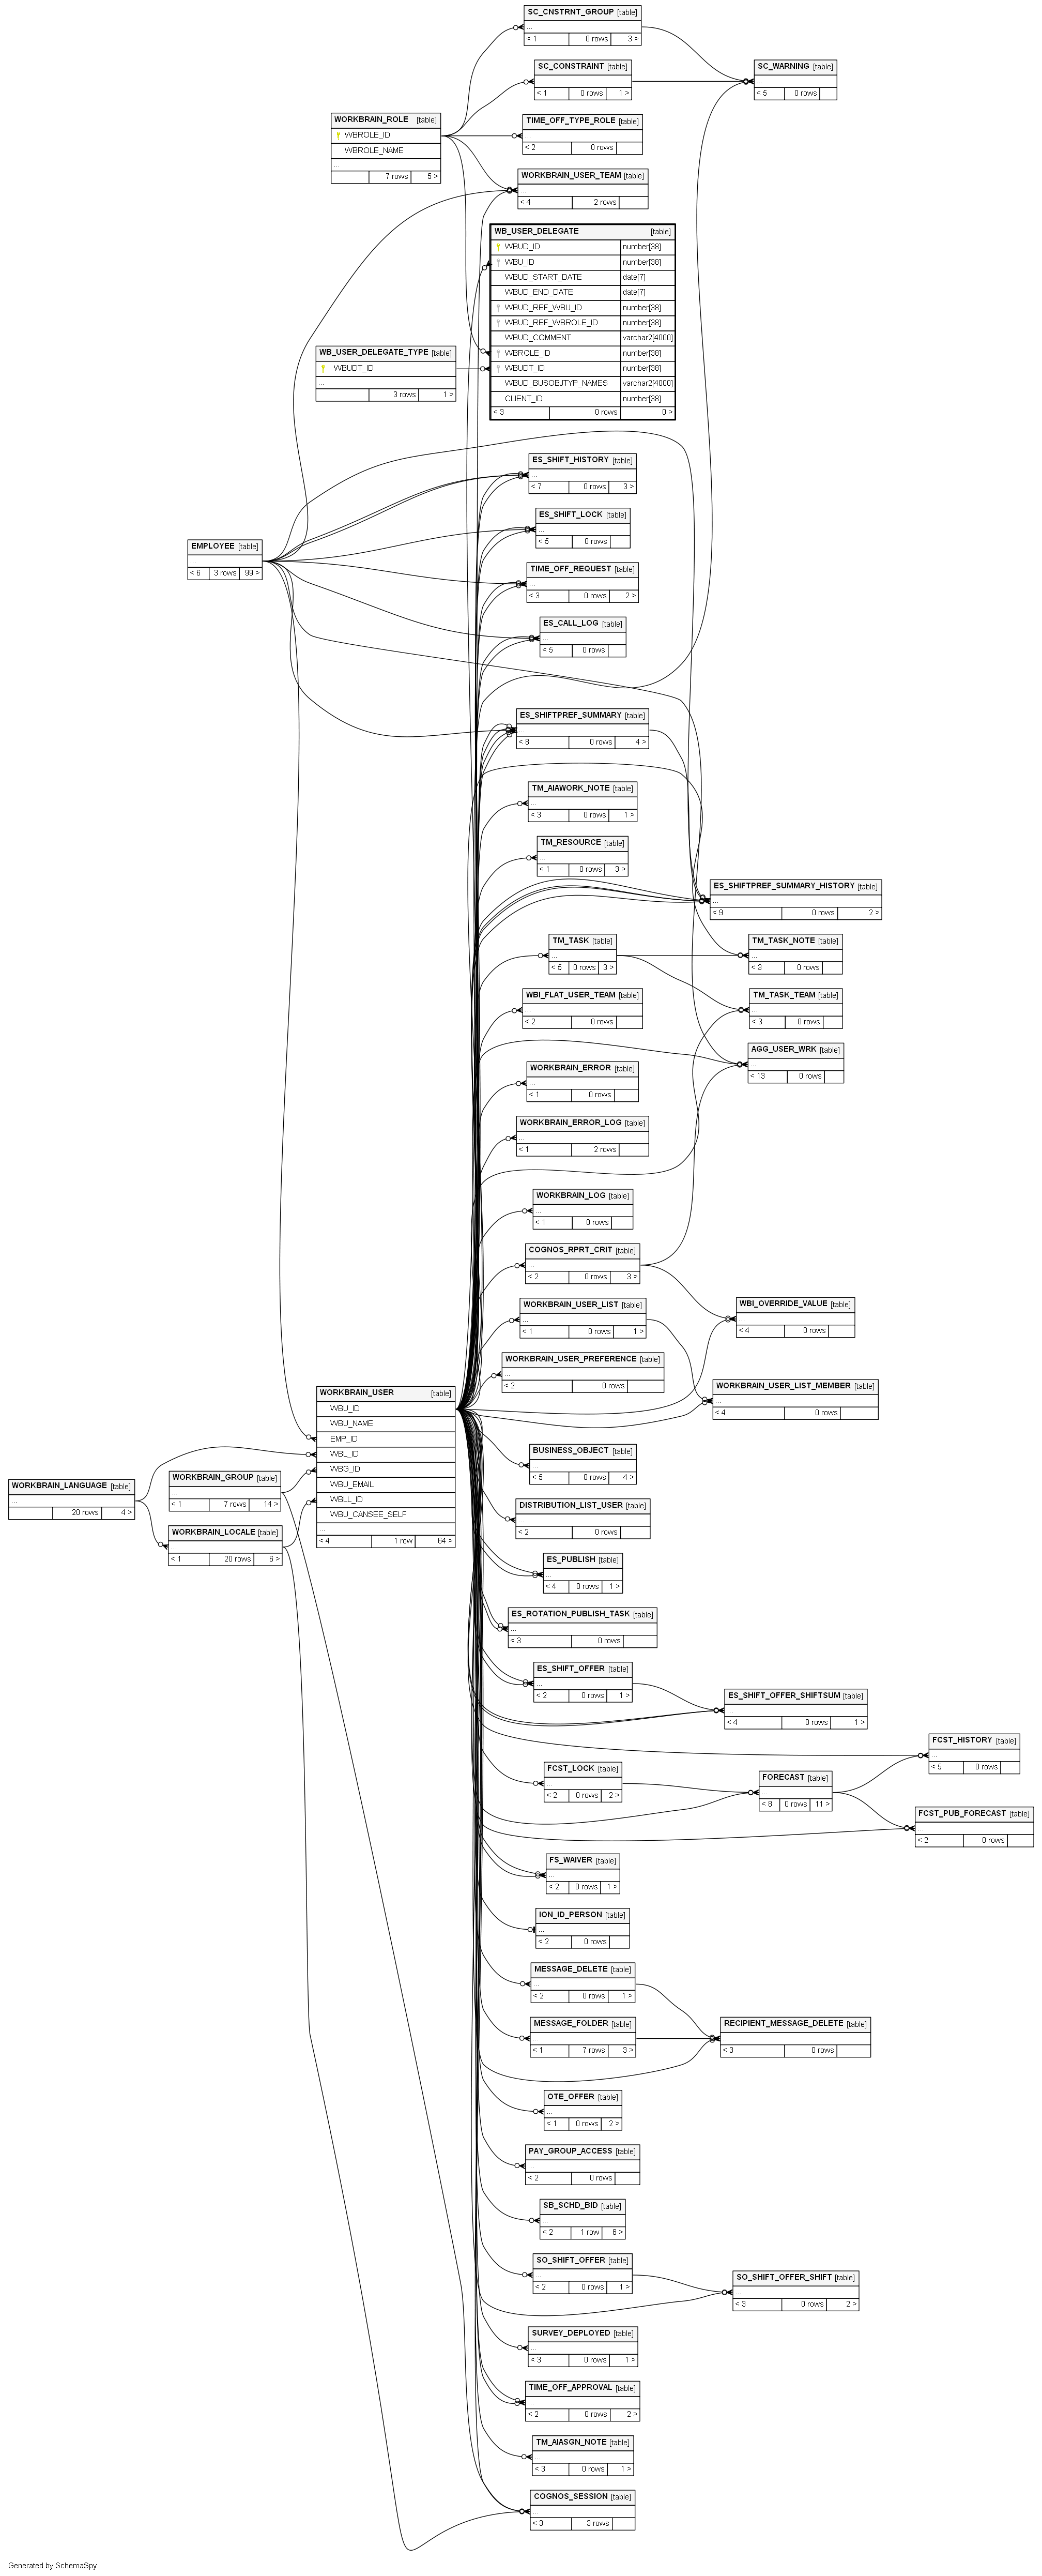 SC_CNSTRNT_GROUP [table]
...
< 1 0 rows 3 >
SC_CONSTRAINT [table]
...
< 1 0 rows 1 >
SC_WARNING [table]
...
< 5 0 rows
WORKBRAIN_ROLE [table]
WBROLE_ID
WBROLE_NAME
...
7 rows 5 >
TIME_OFF_TYPE_ROLE [table]
...
< 2 0 rows
WORKBRAIN_USER_TEAM [table]
...
< 4 2 rows
WB_USER_DELEGATE [table]
WBUD_ID number[38]
WBU_ID number[38]
WBUD_START_DATE date[7]
WBUD_END_DATE date[7]
WBUD_REF_WBU_ID number[38]
WBUD_REF_WBROLE_ID number[38]
WBUD_COMMENT varchar2[4000]
WBROLE_ID number[38]
WBUDT_ID number[38]
WBUD_BUSOBJTYP_NAMES varchar2[4000]
CLIENT_ID number[38]
< 3 0 rows 0 >
WB_USER_DELEGATE_TYPE [table]
WBUDT_ID
...
3 rows 1 >
ES_SHIFT_HISTORY [table]
...
< 7 0 rows 3 >
ES_SHIFT_LOCK [table]
...
< 5 0 rows
EMPLOYEE [table]
...
< 6 3 rows 99 >
TIME_OFF_REQUEST [table]
...
< 3 0 rows 2 >
ES_CALL_LOG [table]
...
< 5 0 rows
ES_SHIFTPREF_SUMMARY [table]
...
< 8 0 rows 4 >
TM_AIAWORK_NOTE [table]
...
< 3 0 rows 1 >
TM_RESOURCE [table]
...
< 1 0 rows 3 >
ES_SHIFTPREF_SUMMARY_HISTORY [table]
...
< 9 0 rows 2 >
TM_TASK [table]
...
< 5 0 rows 3 >
TM_TASK_NOTE [table]
...
< 3 0 rows
WBI_FLAT_USER_TEAM [table]
...
< 2 0 rows
TM_TASK_TEAM [table]
...
< 3 0 rows
AGG_USER_WRK [table]
...
< 13 0 rows
WORKBRAIN_ERROR [table]
...
< 1 0 rows
WORKBRAIN_ERROR_LOG [table]
...
< 1 2 rows
WORKBRAIN_LOG [table]
...
< 1 0 rows
COGNOS_RPRT_CRIT [table]
...
< 2 0 rows 3 >
WORKBRAIN_USER_LIST [table]
...
< 1 0 rows 1 >
WBI_OVERRIDE_VALUE [table]
...
< 4 0 rows
WORKBRAIN_USER_PREFERENCE [table]
...
< 2 0 rows
WORKBRAIN_USER_LIST_MEMBER [table]
...
< 4 0 rows
WORKBRAIN_USER [table]
WBU_ID
WBU_NAME
EMP_ID
WBL_ID
WBG_ID
WBU_EMAIL
WBLL_ID
WBU_CANSEE_SELF
...
< 4 1 row 64 >
WORKBRAIN_LANGUAGE [table]
...
20 rows 4 >
WORKBRAIN_GROUP [table]
...
< 1 7 rows 14 >
WORKBRAIN_LOCALE [table]
...
< 1 20 rows 6 >
BUSINESS_OBJECT [table]
...
< 5 0 rows 4 >
DISTRIBUTION_LIST_USER [table]
...
< 2 0 rows
ES_PUBLISH [table]
...
< 4 0 rows 1 >
ES_ROTATION_PUBLISH_TASK [table]
...
< 3 0 rows
ES_SHIFT_OFFER [table]
...
< 2 0 rows 1 >
ES_SHIFT_OFFER_SHIFTSUM [table]
...
< 4 0 rows 1 >
FCST_HISTORY [table]
...
< 5 0 rows
FCST_LOCK [table]
...
< 2 0 rows 2 >
FORECAST [table]
...
< 8 0 rows 11 >
FCST_PUB_FORECAST [table]
...
< 2 0 rows
FS_WAIVER [table]
...
< 2 0 rows 1 >
ION_ID_PERSON [table]
...
< 2 0 rows
MESSAGE_DELETE [table]
...
< 2 0 rows 1 >
MESSAGE_FOLDER [table]
...
< 1 7 rows 3 >
RECIPIENT_MESSAGE_DELETE [table]
...
< 3 0 rows
OTE_OFFER [table]
...
< 1 0 rows 2 >
PAY_GROUP_ACCESS [table]
...
< 2 0 rows
SB_SCHD_BID [table]
...
< 2 1 row 6 >
SO_SHIFT_OFFER [table]
...
< 2 0 rows 1 >
SO_SHIFT_OFFER_SHIFT [table]
...
< 3 0 rows 2 >
SURVEY_DEPLOYED [table]
...
< 3 0 rows 1 >
TIME_OFF_APPROVAL [table]
...
< 2 0 rows 2 >
TM_AIASGN_NOTE [table]
...
< 3 0 rows 1 >
COGNOS_SESSION [table]
...
< 3 3 rows
Generated by SchemaSpy